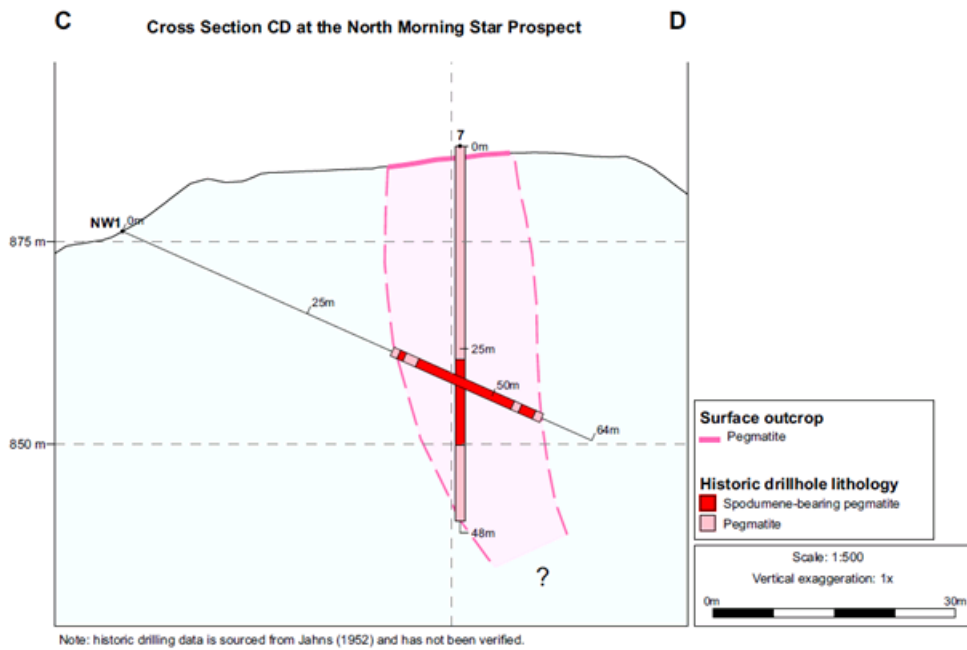 C
Cross Section CD at the North Morning Star Prospect
D
7
0m
NW1
0m
875 m
25m
25m
50m
64m
850 m
48m
?
Surface outcrop
Pegmatite
Historic drillhole lithology
Spodumene-bearing pegmatite
Pegmatite
Scale: 1:500
Vertical exaggeration: 1x
0m
30m
Note: historic drilling data is sourced from Jahns (1952) and has not been verified.